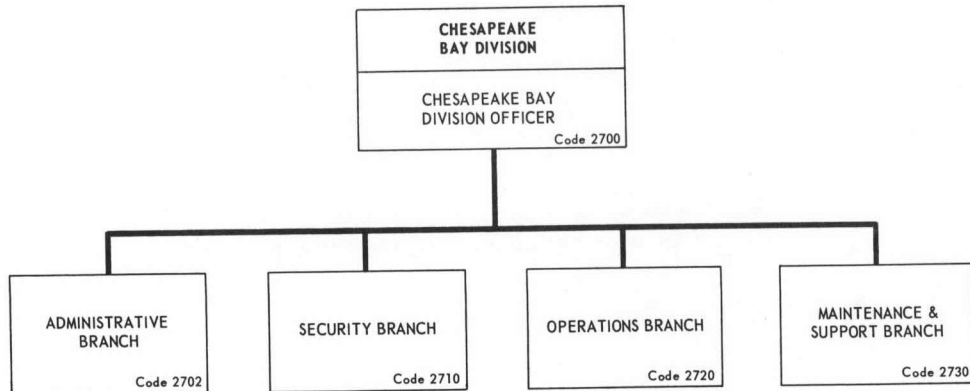 CHESAPEAKE
BAY DIVISION
CHESAPEAKE BAY
DIVISION OFFICER
Code 2700
ADMINISTRATIVE
BRANCH
Code 2702
SECURITY BRANCH
Code 2710
OPERATIONS BRANCH
Code 2720
MAINTENANCE &
SUPPORT BRANCH
Code 2730